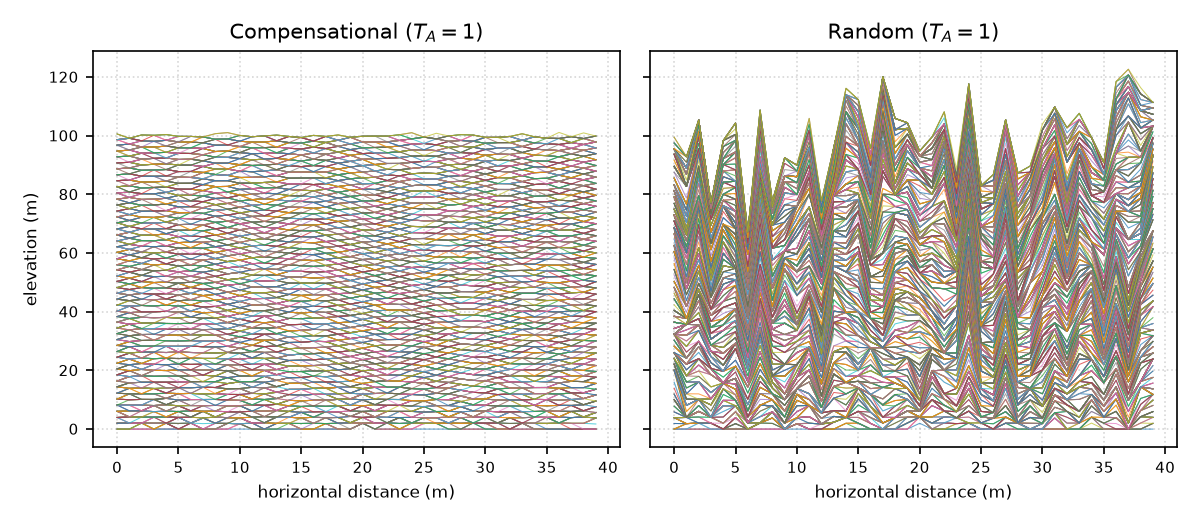 Compensational (T_A = 1)
Random (T_A = 1)
elevation (m)
120
100
80
60
40
20
0
0 5 10 15 20 25 30 35 40
0 5 10 15 20 25 30 35 40
horizontal distance (m)
horizontal distance (m)